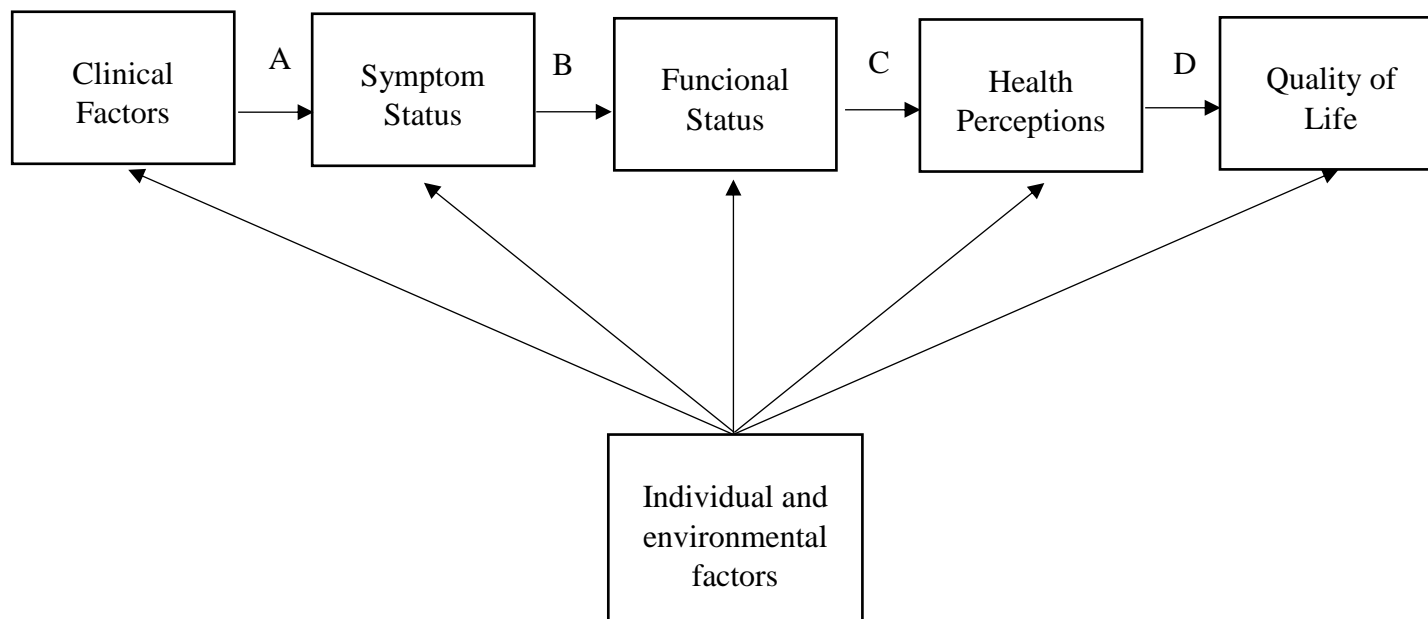 Clinical
Factors
A
Symptom
Status
B
Funcional
Status
C
Health
Perceptions
D
Quality of
Life
Individual and
environmental
factors